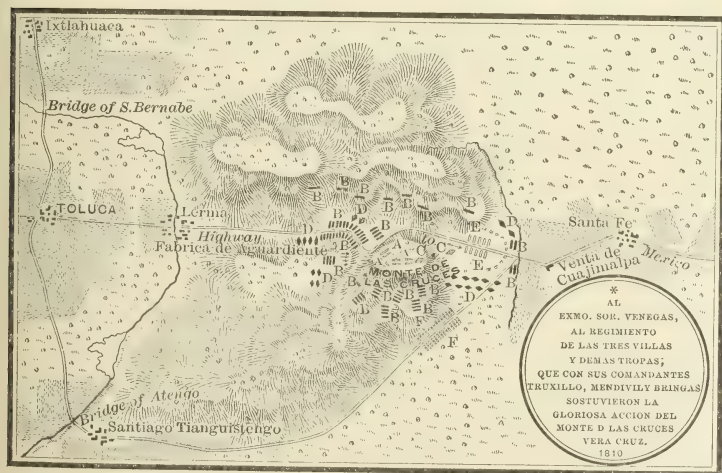 Ixtlahuaca
Bridge of S. Bernabe
TOLUCA
Lerma
Highway
Fabrica de Aguardiente
B
B
B
B
B
B
D
B
B
B
D
D
B
E
A
C
C
A
E
B
B
MONTE DE
LAS CRUCES
D
B
D
B
B
B
B
B
B
F
F
Santa Fe
Venta de
Cuajimalpa
Mexico
Bridge of Atengo
Santiago Tianguistengo
*
AL
EXMO. SOR. VENEGAS,
AL REGIMIENTO
DE LAS TRES VILLAS
Y DEMAS TROPAS;
QUE CON SUS COMANDANTES
TRUXILLO, MENDIVIL Y BRINGAS
SOSTUVIERON LA
GLORIOSA ACCION DEL
MONTE D LAS CRUCES
VERA CRUZ.
1810